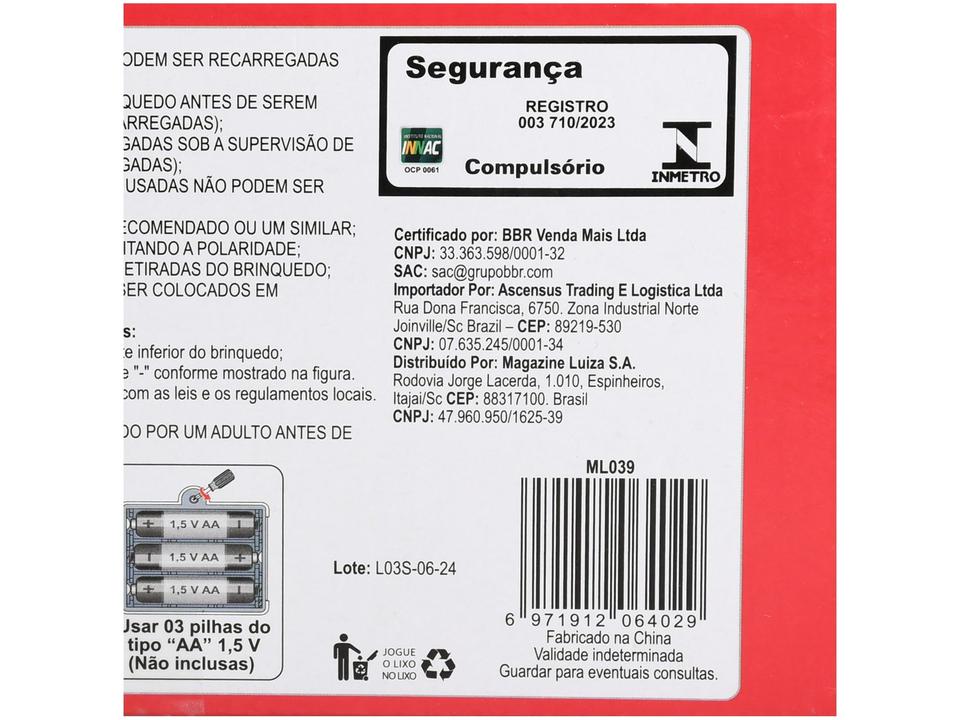 ODEM SER RECARREGADAS
QUEDO ANTES DE SEREM
ARREGADAS);
GADAS SOB A SUPERVISÃO DE
GADAS);
USADAS NÃO PODEM SER
ECOMENDADO OU UM SIMILAR;
ITANDO A POLARIDADE;
ETIRADAS DO BRINQUEDO;
ER COLOCADOS EM
s:
te inferior do brinquedo;
e "-" conforme mostrado na figura.
com as leis e os regulamentos locais.
DO POR UM ADULTO ANTES DE
+ 1,5 V AA -
- 1.5 V AA +
+ 1,5 V AA -
Usar 03 pilhas do
tipo “AA” 1,5 V
(Não inclusas)
Segurança
REGISTRO
003 710/2023
INSTITUTO NACIONAL
INNAC
OCP 0061
Compulsório
INMETRO
Certificado por: BBR Venda Mais Ltda
CNPJ: 33.363.598/0001-32
SAC: sac@grupobbr.com
Importador Por: Ascensus Trading E Logistica Ltda
Rua Dona Francisca, 6750. Zona Industrial Norte
Joinville/Sc Brazil – CEP: 89219-530
CNPJ: 07.635.245/0001-34
Distribuído Por: Magazine Luiza S.A.
Rodovia Jorge Lacerda, 1.010, Espinheiros,
Itajai/Sc CEP: 88317100. Brasil
CNPJ: 47.960.950/1625-39
ML039
6 971912 064029
Lote: L03S-06-24
JOGUE
O LIXO
NO LIXO
Fabricado na China
Validade indeterminada
Guardar para eventuais consultas.